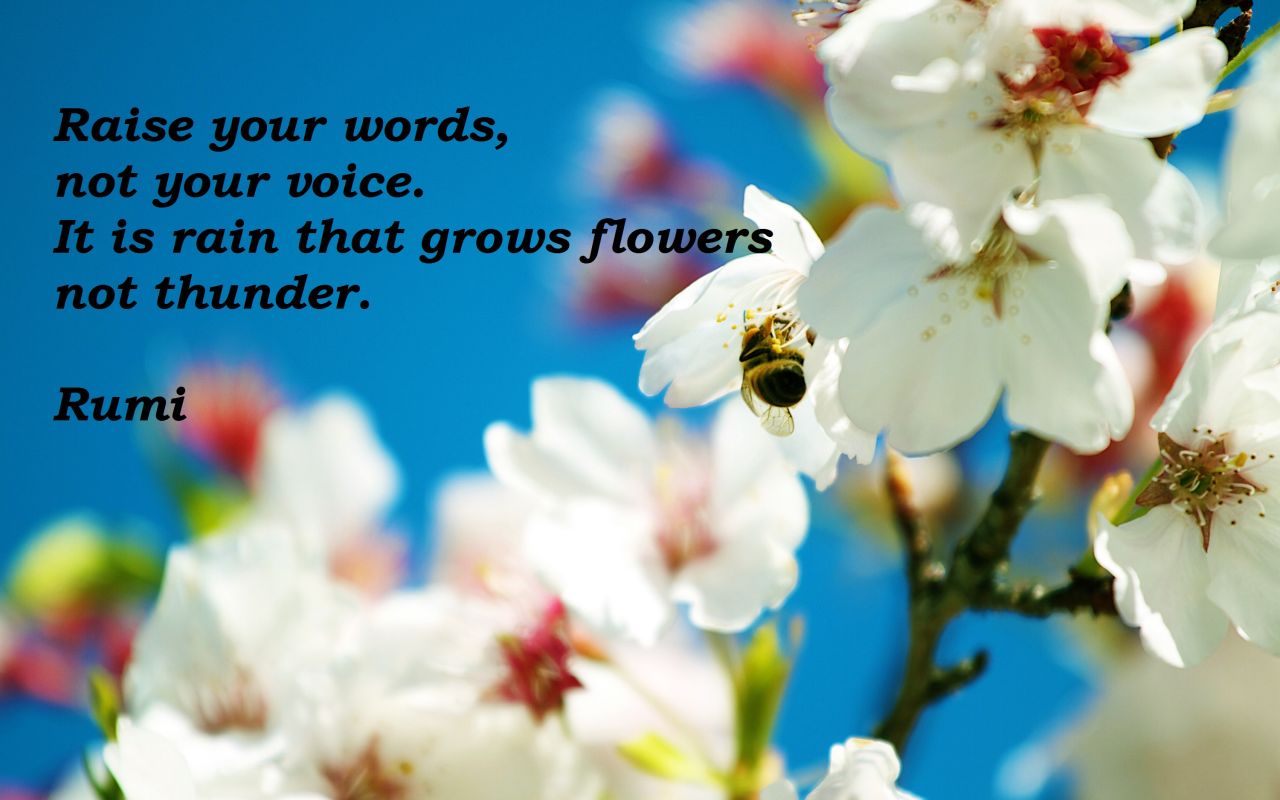 Raise your words,
not your voice.
It is rain that grows flowers
not thunder.
Rumi